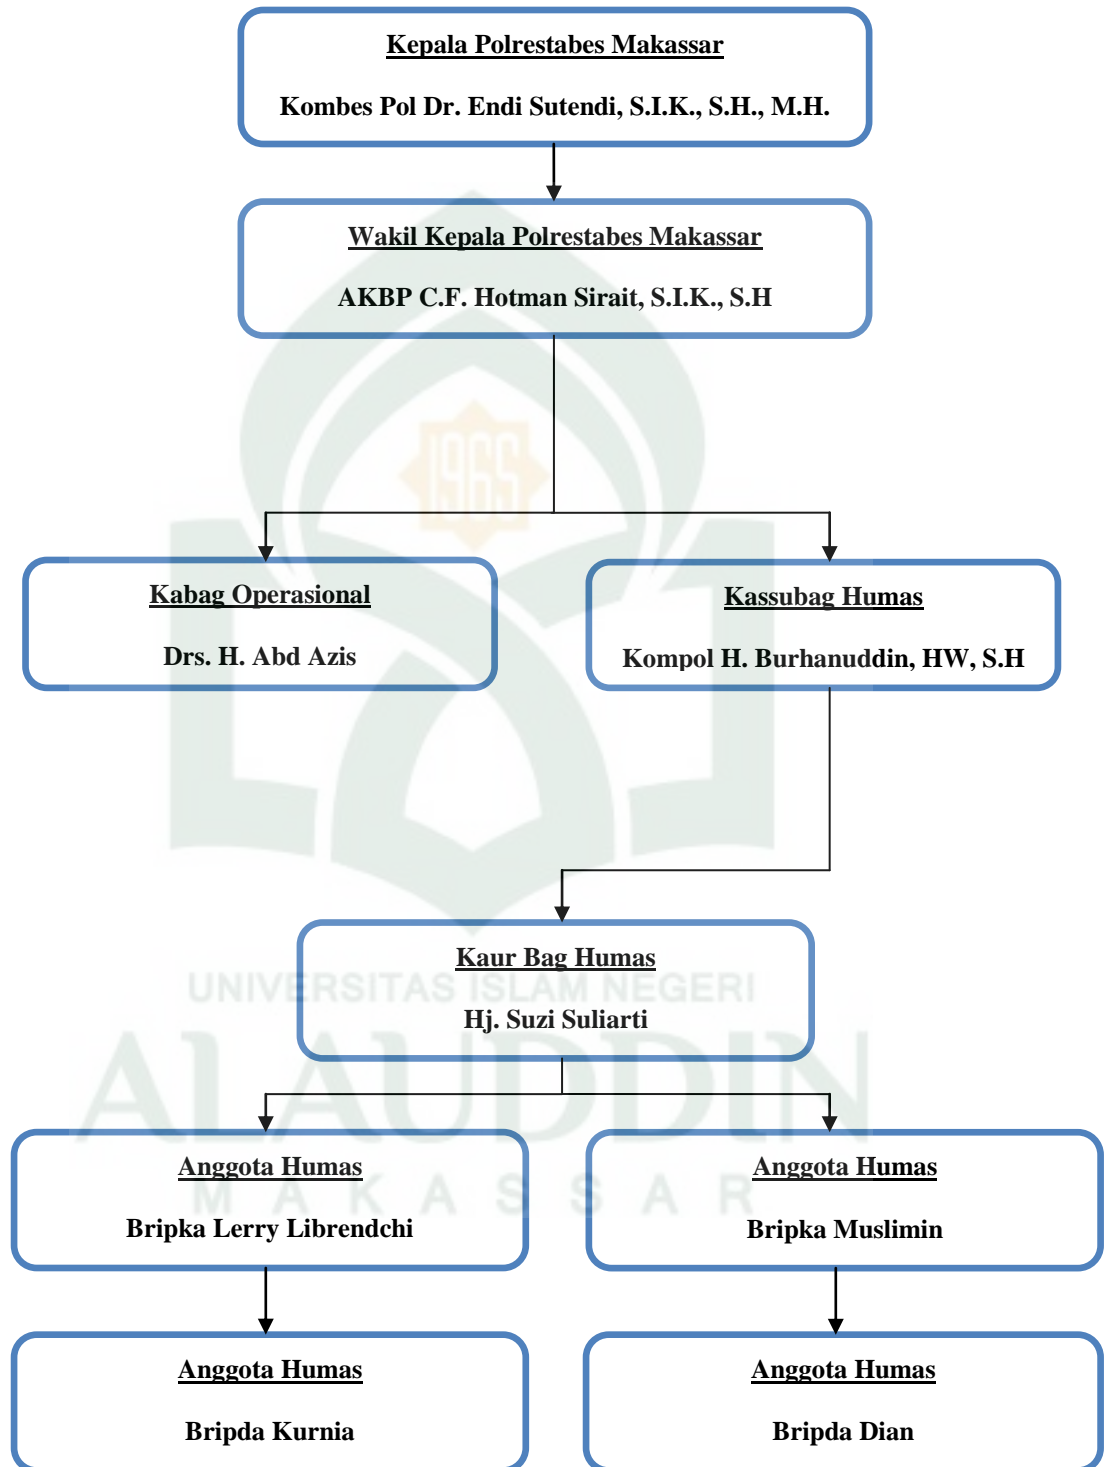 Kepala Polrestabes Makassar
Kombes Pol Dr. Endi Sutendi, S.I.K., S.H., M.H.
Wakil Kepala Polrestabes Makassar
AKBP C.F. Hotman Sirait, S.I.K., S.H
1965
Kabag Operasional
Drs. H. Abd Azis
Kassubag Humas
Kompol H. Burhanuddin, HW, S.H
Kaur Bag Humas
Hj. Suzi Suliarti
UNIVERSITAS ISLAM NEGERI
ALAUDDIN
MAKASSAR
Anggota Humas
Bripka Lerry Librendchi
Anggota Humas
Bripka Muslimin
Anggota Humas
Bripda Kurnia
Anggota Humas
Bripda Dian